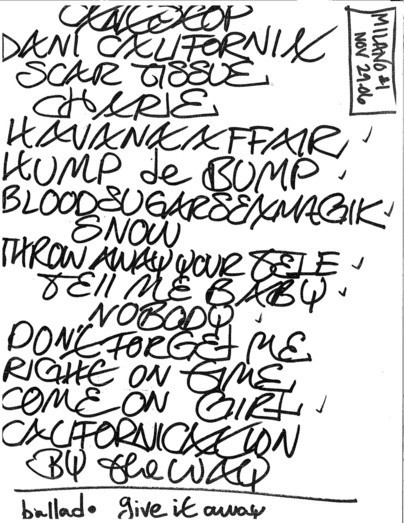 CANTSTOP
DANI CALIFORNIA
SCAR TISSUE
CHARLIE
HAVANA AFFAIR ✓
HUMP de BUMP ✓
BLOODSUGARSEXMAGIK ✓
SNOW
THROW AWAY YOUR TELE ✓
TEll ME BABY ✓
NOBODY ✓
DON'T FORGET ME
RIGHT ON TIME
COME ON GIRL ✓
CALIFORNICATION
BY the WAY
ballad • give it away
MILANO #1
NOV 29.06